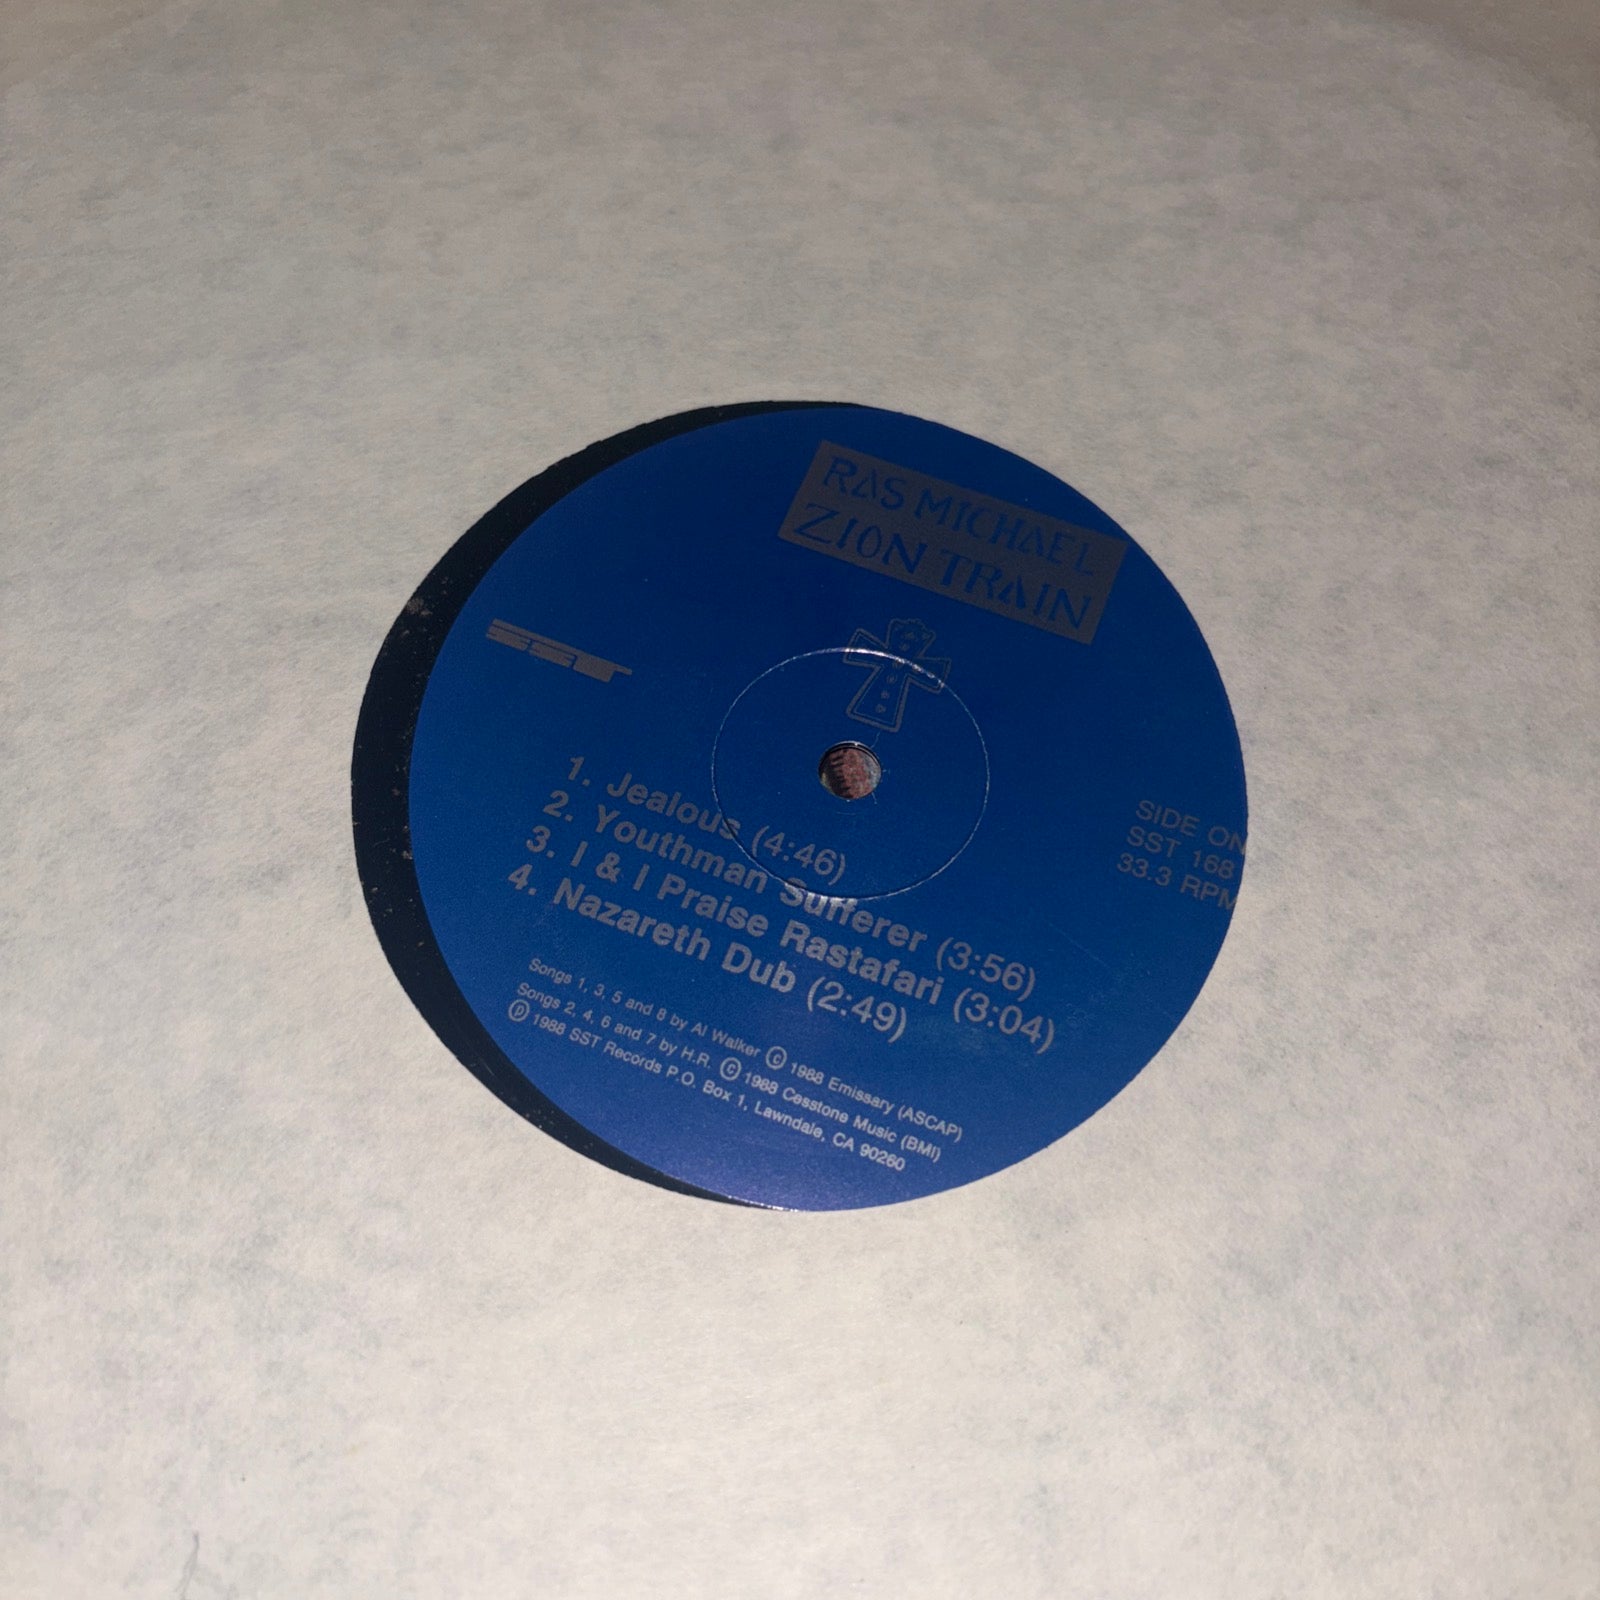 RAS MICHAEL
ZION TRAIN
SST
SIDE ON
SST 168
33.3 RPM
1. Jealous (4:46)
2. Youthman Sufferer (3:56)
3. I & I Praise Rastafari (3:04)
4. Nazareth Dub (2:49)
Songs 1, 3, 5 and 8 by Al Walker © 1988 Emissary (ASCAP)
Songs 2, 4, 6 and 7 by H.R. © 1988 Cesstone Music (BMI)
℗ 1988 SST Records P.O. Box 1, Lawndale, CA 90260